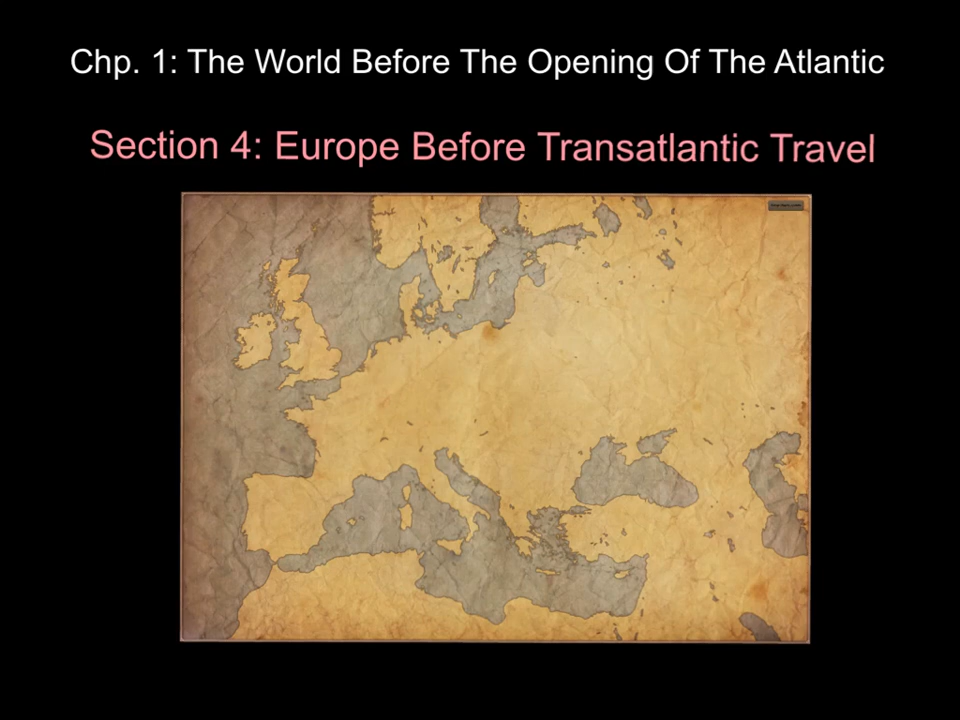 Chp. 1: The World Before The Opening Of The Atlantic
Section 4: Europe Before Transatlantic Travel